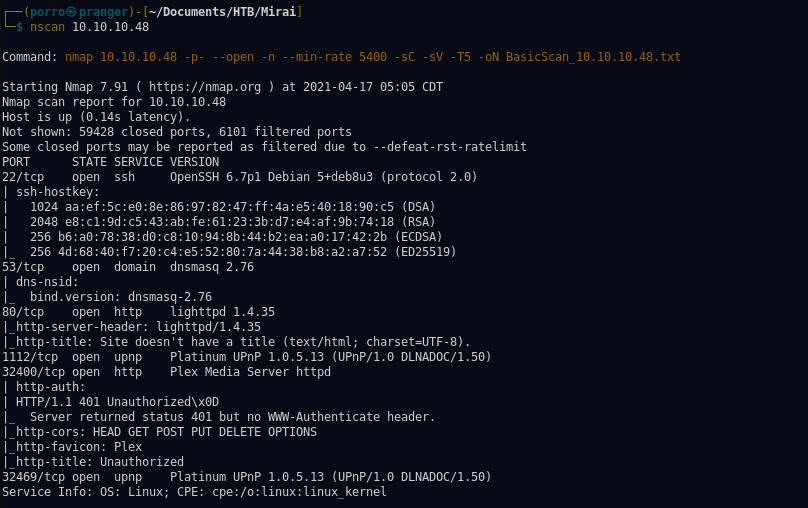 ┌──(porro㉿pranger)-[~/Documents/HTB/Mirai]
└─$ nscan 10.10.10.48
Command: nmap 10.10.10.48 -p- --open -n --min-rate 5400 -sC -sV -T5 -oN BasicScan_10.10.10.48.txt
Starting Nmap 7.91 ( https://nmap.org ) at 2021-04-17 05:05 CDT
Nmap scan report for 10.10.10.48
Host is up (0.14s latency).
Not shown: 59428 closed ports, 6101 filtered ports
Some closed ports may be reported as filtered due to --defeat-rst-ratelimit
PORT      STATE SERVICE VERSION
22/tcp    open  ssh     OpenSSH 6.7p1 Debian 5+deb8u3 (protocol 2.0)
| ssh-hostkey:
|   1024 aa:ef:5c:e0:8e:86:97:82:47:ff:4a:e5:40:18:90:c5 (DSA)
|   2048 e8:c1:9d:c5:43:ab:fe:61:23:3b:d7:e4:af:9b:74:18 (RSA)
|   256 b6:a0:78:38:d0:c8:10:94:8b:44:b2:ea:a0:17:42:2b (ECDSA)
|_  256 4d:68:40:f7:20:c4:e5:52:80:7a:44:38:b8:a2:a7:52 (ED25519)
53/tcp    open  domain  dnsmasq 2.76
| dns-nsid:
|_  bind.version: dnsmasq-2.76
80/tcp    open  http    lighttpd 1.4.35
|_http-server-header: lighttpd/1.4.35
|_http-title: Site doesn't have a title (text/html; charset=UTF-8).
1112/tcp  open  upnp    Platinum UPnP 1.0.5.13 (UPnP/1.0 DLNADOC/1.50)
32400/tcp open  http    Plex Media Server httpd
| http-auth:
| HTTP/1.1 401 Unauthorized\x0D
|_  Server returned status 401 but no WWW-Authenticate header.
|_http-cors: HEAD GET POST PUT DELETE OPTIONS
|_http-favicon: Plex
|_http-title: Unauthorized
32469/tcp open  upnp    Platinum UPnP 1.0.5.13 (UPnP/1.0 DLNADOC/1.50)
Service Info: OS: Linux; CPE: cpe:/o:linux:linux_kernel